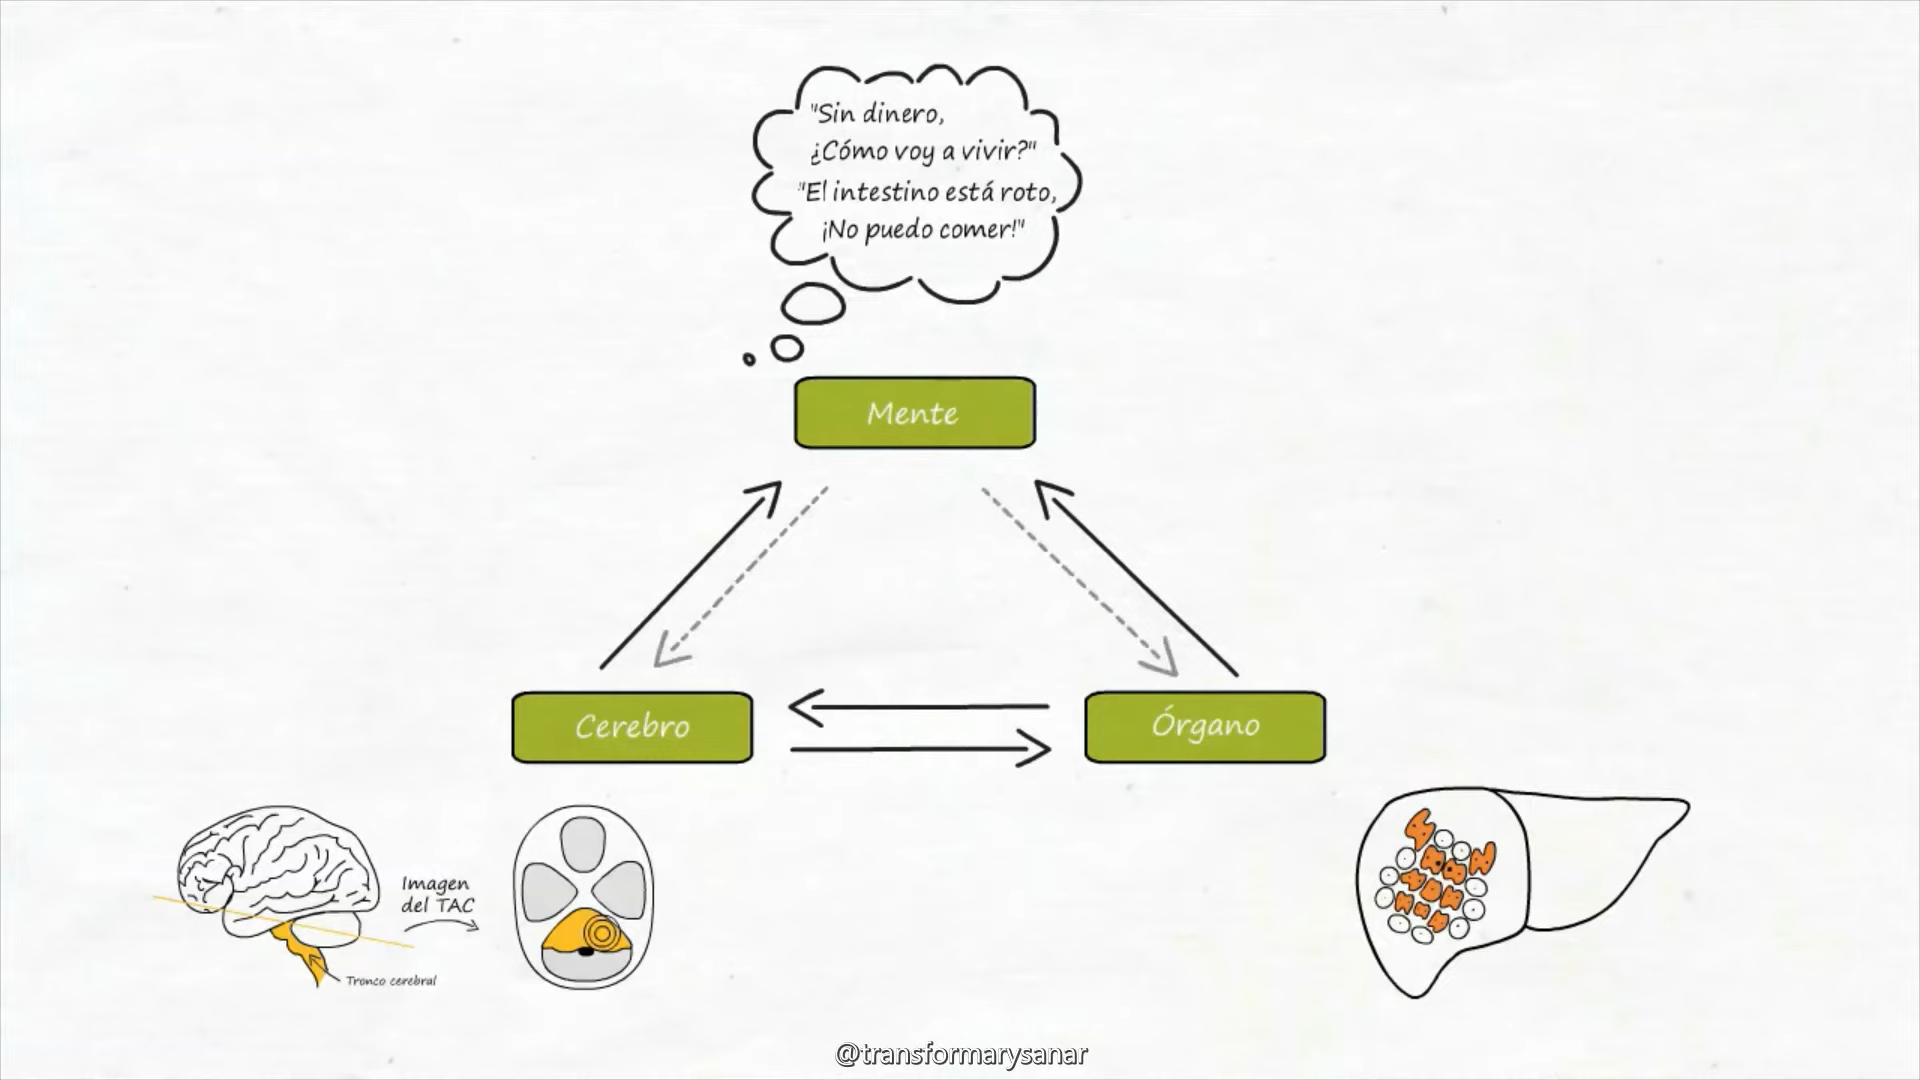 "Sin dinero,
¿Cómo voy a vivir?"
"El intestino está roto,
¡No puedo comer!"
Mente
Cerebro
Órgano
Imagen
del TAC
Tronco cerebral
@transformarysanar